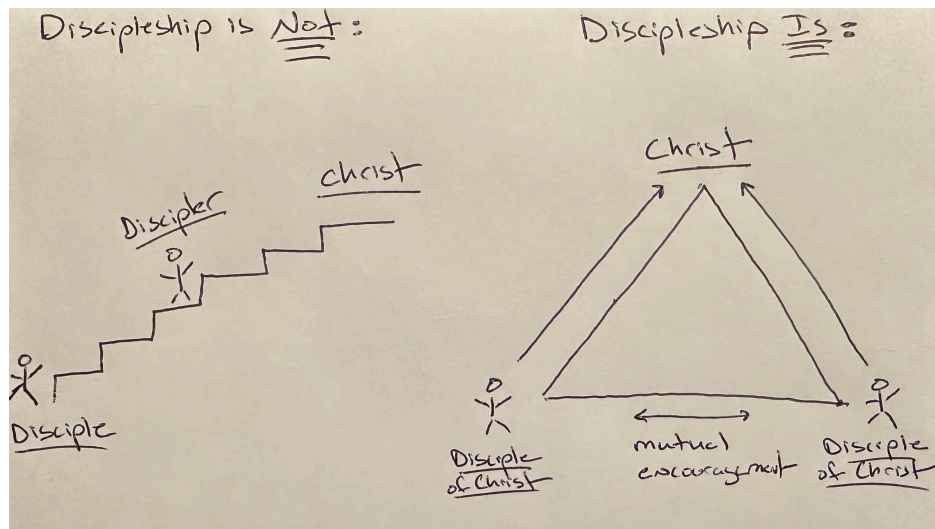 Discipleship is Not:
Christ
Discipler
Disciple
Discipleship Is:
Christ
Disciple
of Christ
mutual
encouragement
Disciple
of Christ